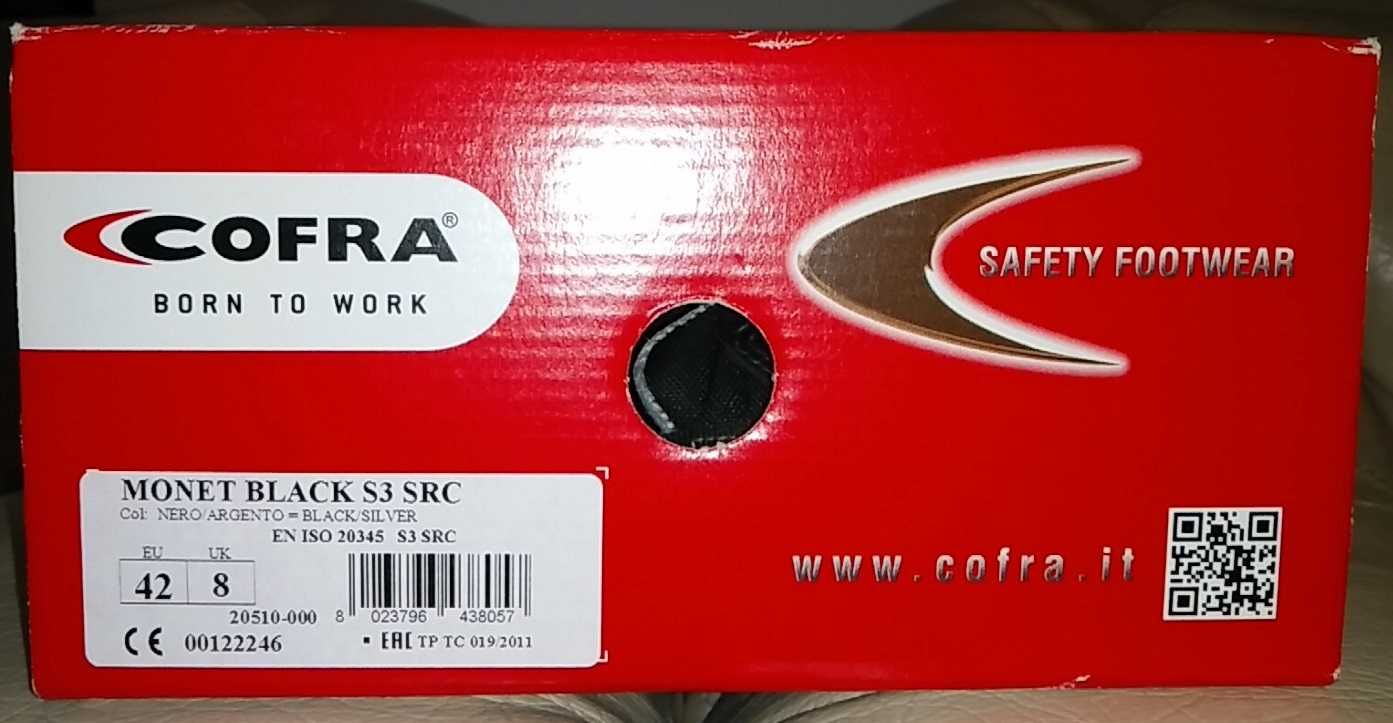 COFRA®
BORN TO WORK
SAFETY FOOTWEAR
MONET BLACK S3 SRC
Col: NERO/ARGENTO = BLACK/SILVER
EN ISO 20345 S3 SRC
EU UK
42 8
20510-000 8 023796 438057
CE 00122246 ▪ EAC TP TC 019/2011
www.cofra.it